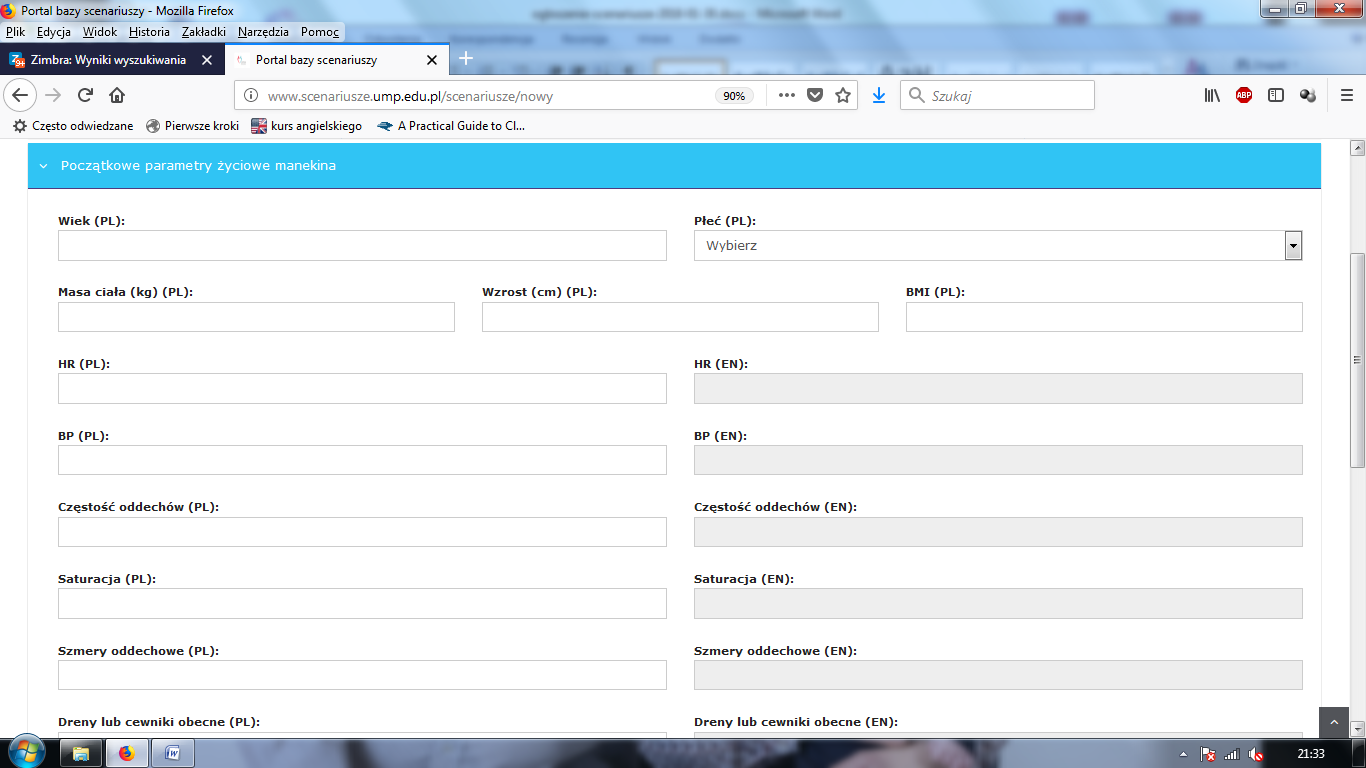 Portal bazy scenariuszy - Mozilla Firefox
Plik Edycja Widok Historia Zakładki Narzędzia Pomoc
Zimbra: Wyniki wyszukiwania
Portal bazy scenariuszy
www.scenariusze.ump.edu.pl/scenariusze/nowy
90%
Szukaj
ABP
Często odwiedzane Pierwsze kroki kurs angielskiego A Practical Guide to Cl...
Początkowe parametry życiowe manekina
Wiek (PL): Płeć (PL):
Wybierz
Masa ciała (kg) (PL): Wzrost (cm) (PL): BMI (PL):
HR (PL): HR (EN):
BP (PL): BP (EN):
Częstość oddechów (PL): Częstość oddechów (EN):
Saturacja (PL): Saturacja (EN):
Szmery oddechowe (PL): Szmery oddechowe (EN):
Dreny lub cewniki obecne (PL): Dreny lub cewniki obecne (EN):
21:33